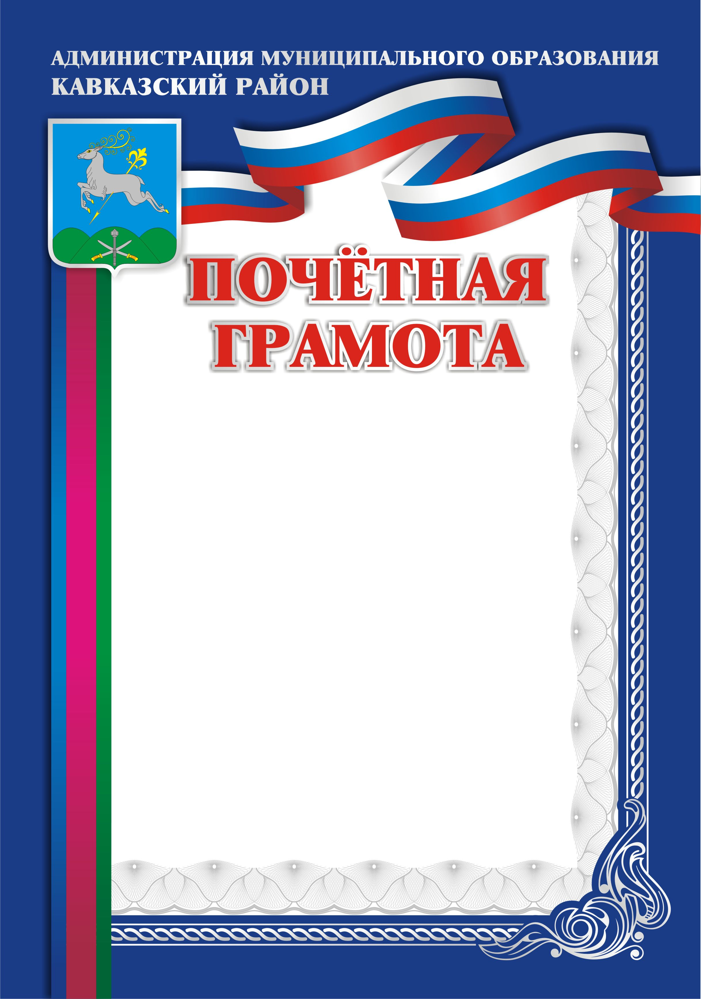 АДМИНИСТРАЦИЯ МУНИЦИПАЛЬНОГО ОБРАЗОВАНИЯ
КАВКАЗСКИЙ РАЙОН
ПОЧЁТНАЯ
ГРАМОТА